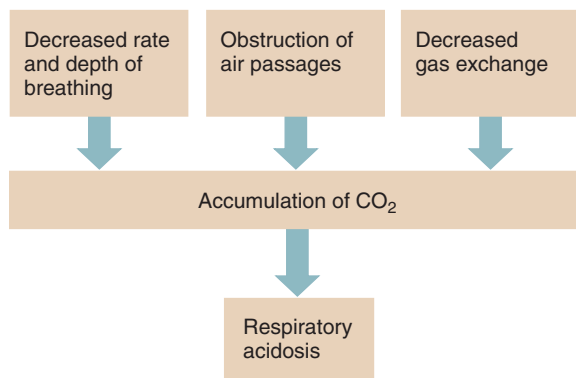 Decreased rate
and depth of
breathing
Obstruction of
air passages
Decreased
gas exchange
Accumulation of CO₂
Respiratory
acidosis